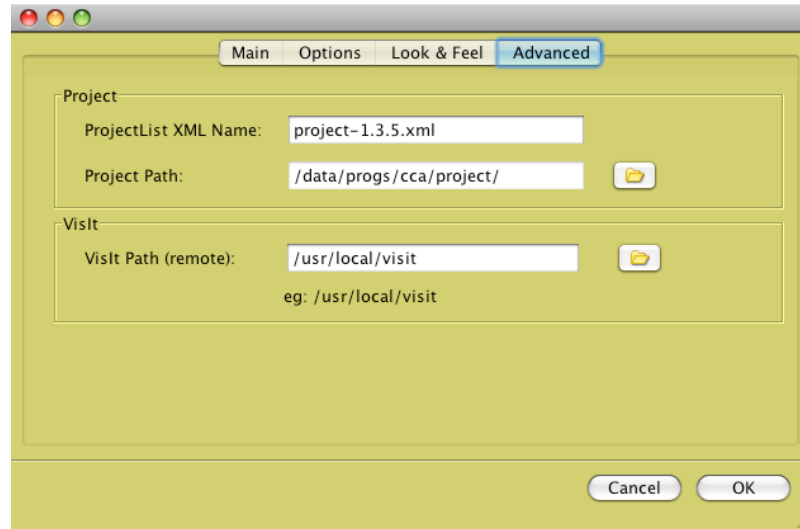 Main Options Look & Feel Advanced
Project
ProjectList XML Name: project-1.3.5.xml
Project Path: /data/progs/cca/project/
VisIt
VisIt Path (remote): /usr/local/visit
eg: /usr/local/visit
Cancel OK